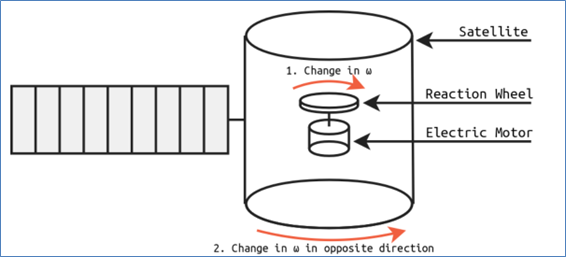 Satellite
1. Change in ω
Reaction Wheel
Electric Motor
2. Change in ω in opposite direction